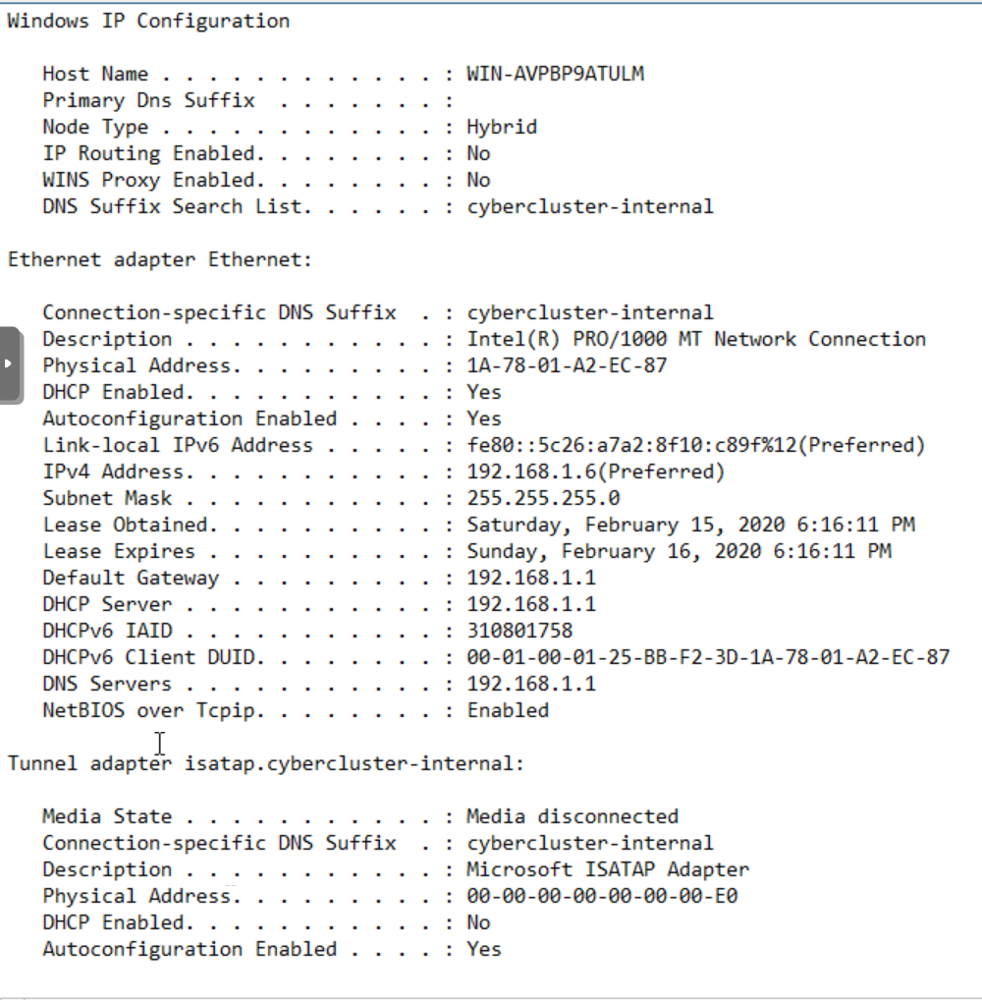 Windows IP Configuration
Host Name . . . . . . . . . . . . : WIN-AVPBP9ATULM
Primary Dns Suffix  . . . . . . . :
Node Type . . . . . . . . . . . . : Hybrid
IP Routing Enabled. . . . . . . . : No
WINS Proxy Enabled. . . . . . . . : No
DNS Suffix Search List. . . . . . : cybercluster-internal
Ethernet adapter Ethernet:
Connection-specific DNS Suffix  . : cybercluster-internal
Description . . . . . . . . . . . : Intel(R) PRO/1000 MT Network Connection
Physical Address. . . . . . . . . : 1A-78-01-A2-EC-87
DHCP Enabled. . . . . . . . . . . : Yes
Autoconfiguration Enabled . . . . : Yes
Link-local IPv6 Address . . . . . : fe80::5c26:a7a2:8f10:c89f%12(Preferred)
IPv4 Address. . . . . . . . . . . : 192.168.1.6(Preferred)
Subnet Mask . . . . . . . . . . . : 255.255.255.0
Lease Obtained. . . . . . . . . . : Saturday, February 15, 2020 6:16:11 PM
Lease Expires . . . . . . . . . . : Sunday, February 16, 2020 6:16:11 PM
Default Gateway . . . . . . . . . : 192.168.1.1
DHCP Server . . . . . . . . . . . : 192.168.1.1
DHCPv6 IAID . . . . . . . . . . . : 310801758
DHCPv6 Client DUID. . . . . . . . : 00-01-00-01-25-BB-F2-3D-1A-78-01-A2-EC-87
DNS Servers . . . . . . . . . . . : 192.168.1.1
NetBIOS over Tcpip. . . . . . . . : Enabled
Tunnel adapter isatap.cybercluster-internal:
Media State . . . . . . . . . . . : Media disconnected
Connection-specific DNS Suffix  . : cybercluster-internal
Description . . . . . . . . . . . : Microsoft ISATAP Adapter
Physical Address. . . . . . . . . : 00-00-00-00-00-00-00-E0
DHCP Enabled. . . . . . . . . . . : No
Autoconfiguration Enabled . . . . : Yes